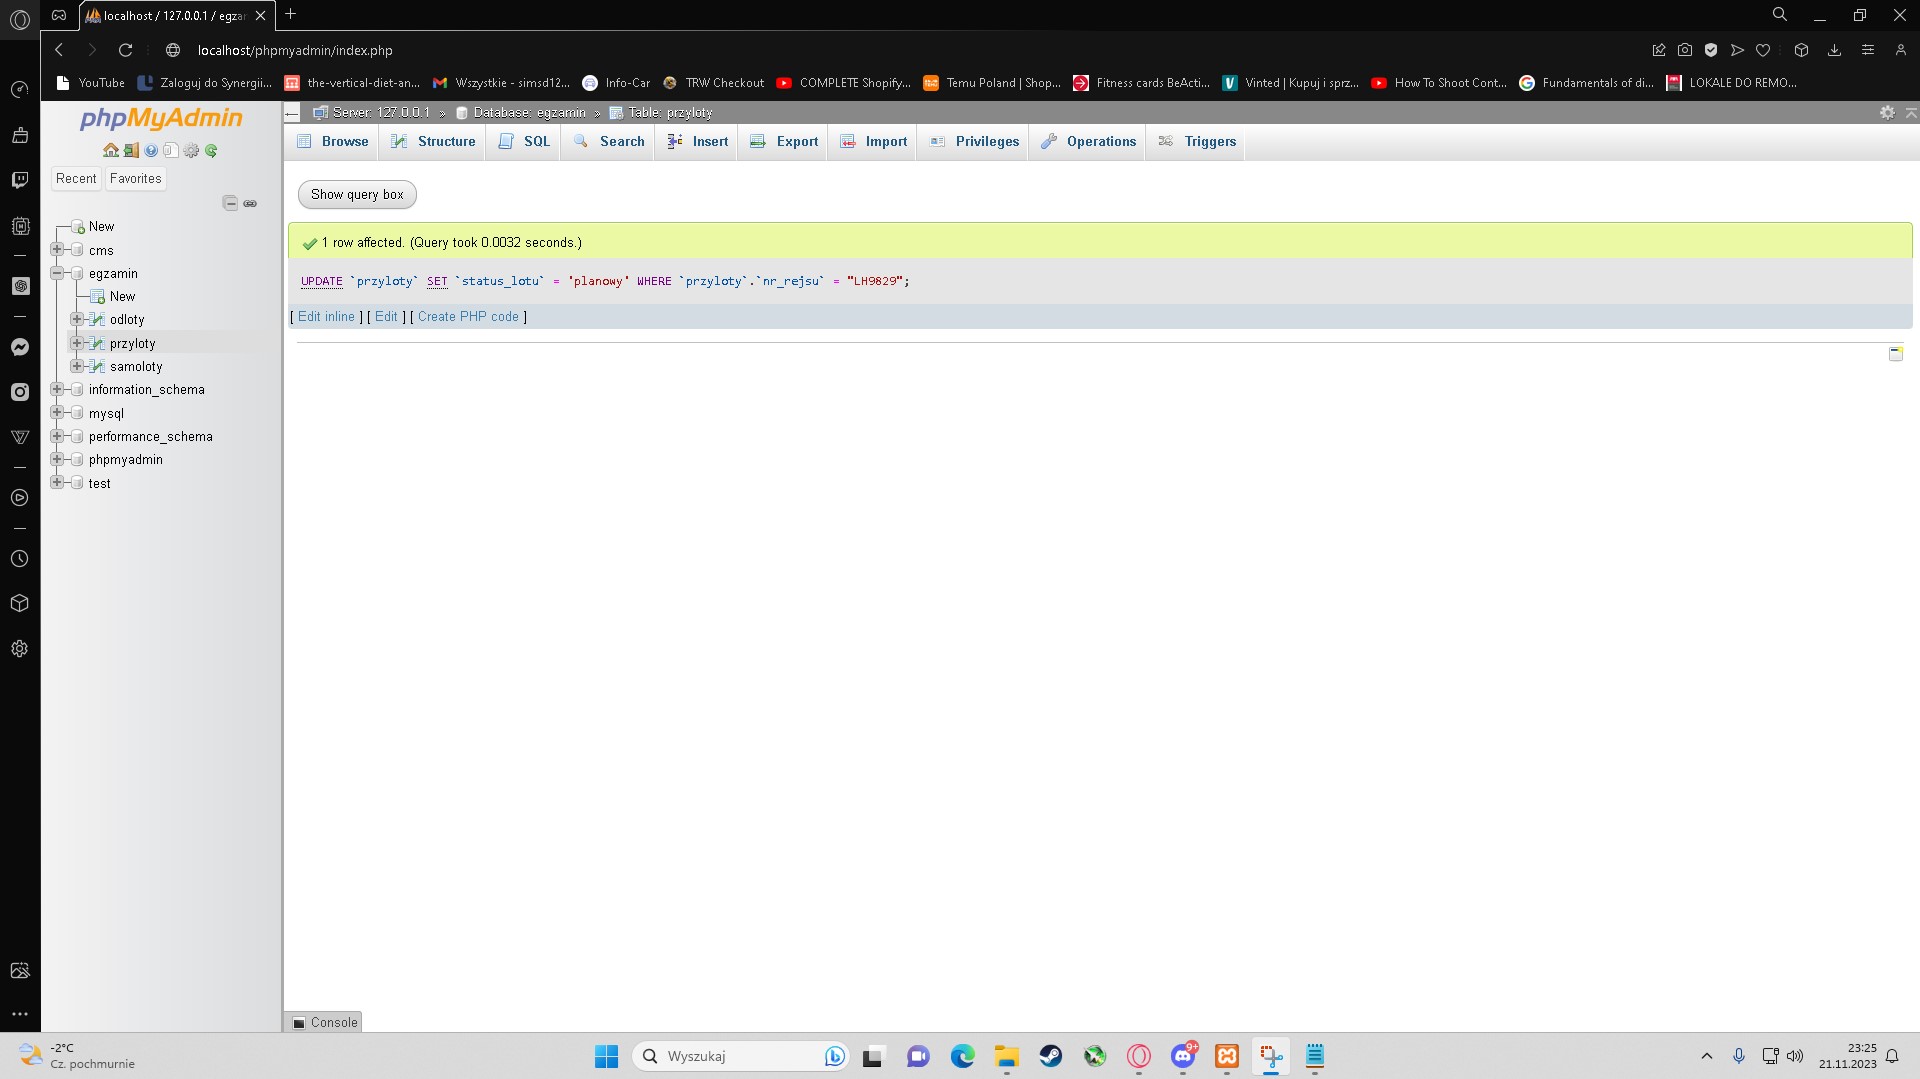 localhost / 127.0.0.1 / egzar
localhost/phpmyadmin/index.php
YouTube
Zaloguj do Synergii...
the-vertical-diet-an...
Wszystkie - simsd12...
Info-Car
TRW Checkout
COMPLETE Shopify...
Temu Poland | Shop...
Fitness cards BeActi...
Vinted | Kupuj i sprz...
How To Shoot Cont...
Fundamentals of di...
LOKALE DO REMO...
phpMyAdmin
Recent
Favorites
New
cms
egzamin
New
odloty
przyloty
samoloty
information_schema
mysql
performance_schema
phpmyadmin
test
Server: 127.0.0.1 » Database: egzamin » Table: przyloty
Browse
Structure
SQL
Search
Insert
Export
Import
Privileges
Operations
Triggers
Show query box
1 row affected. (Query took 0.0032 seconds.)
UPDATE `przyloty` SET `status_lotu` = 'planowy' WHERE `przyloty`.`nr_rejsu` = "LH9829";
[ Edit inline ] [ Edit ] [ Create PHP code ]
Console
-2°C
Cz. pochmurnie
Wyszukaj
9+
23:25
21.11.2023